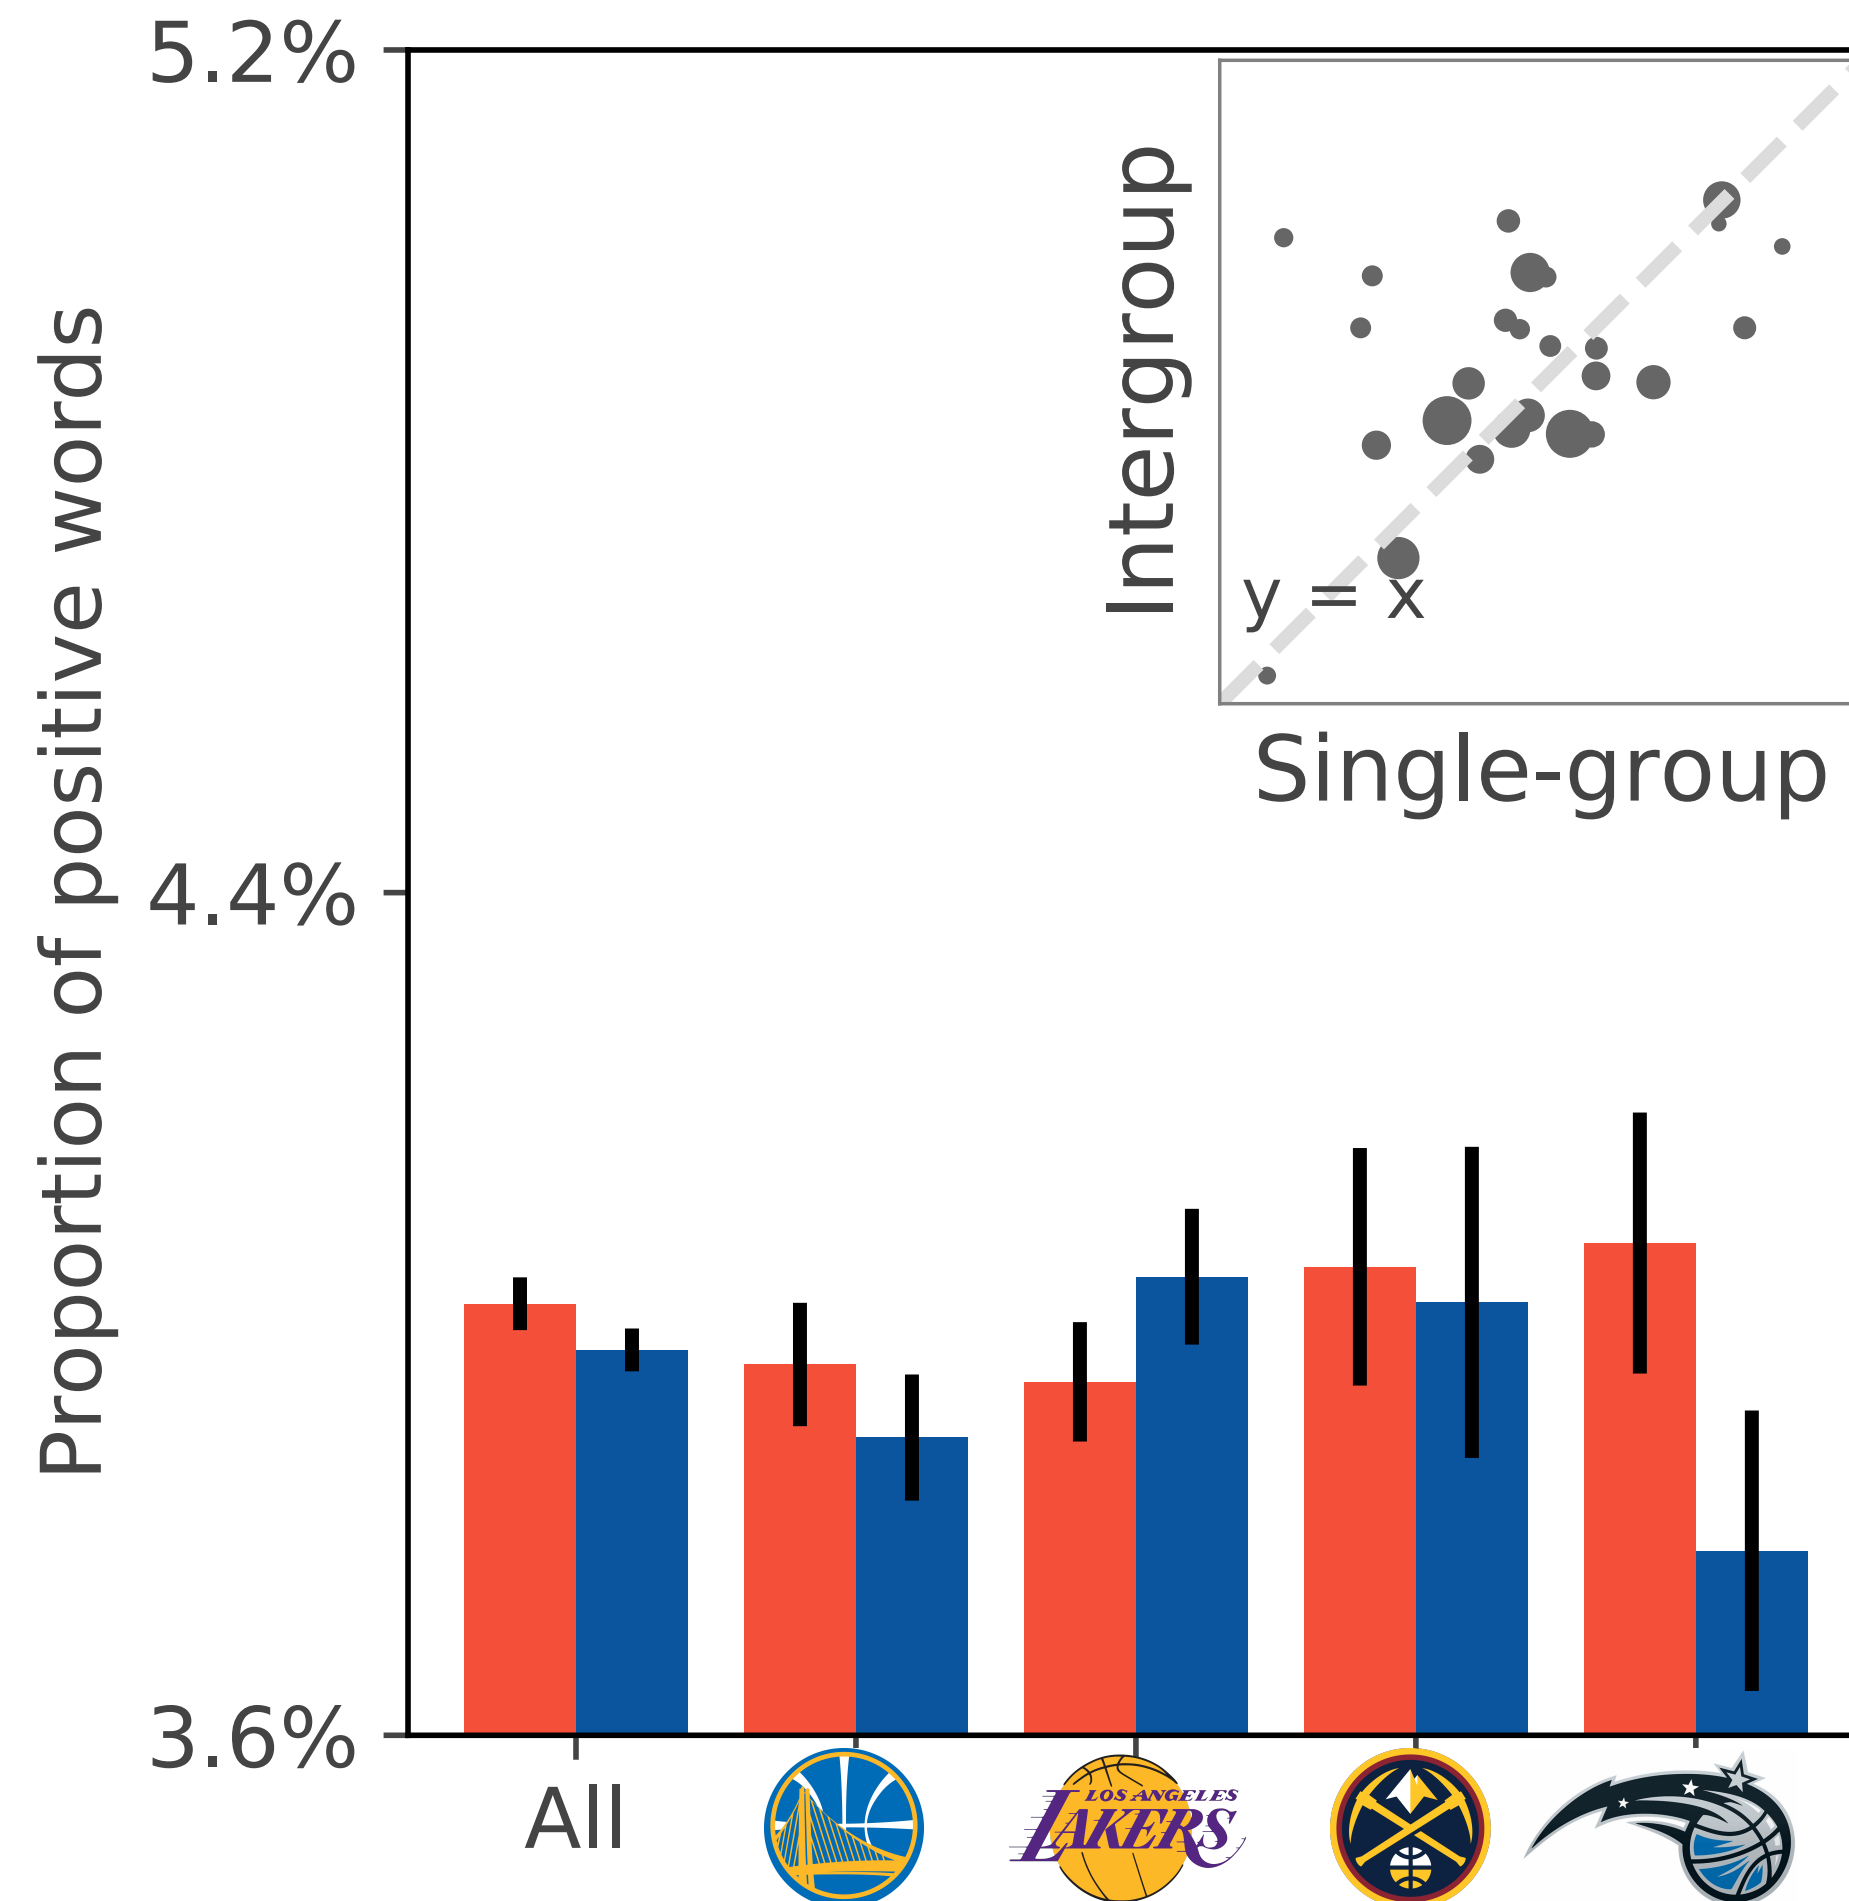 5.2%
4.4%
3.6%
Proportion of positive words
Intergroup
y = x
Single-group
All
LOS ANGELES
LAKERS